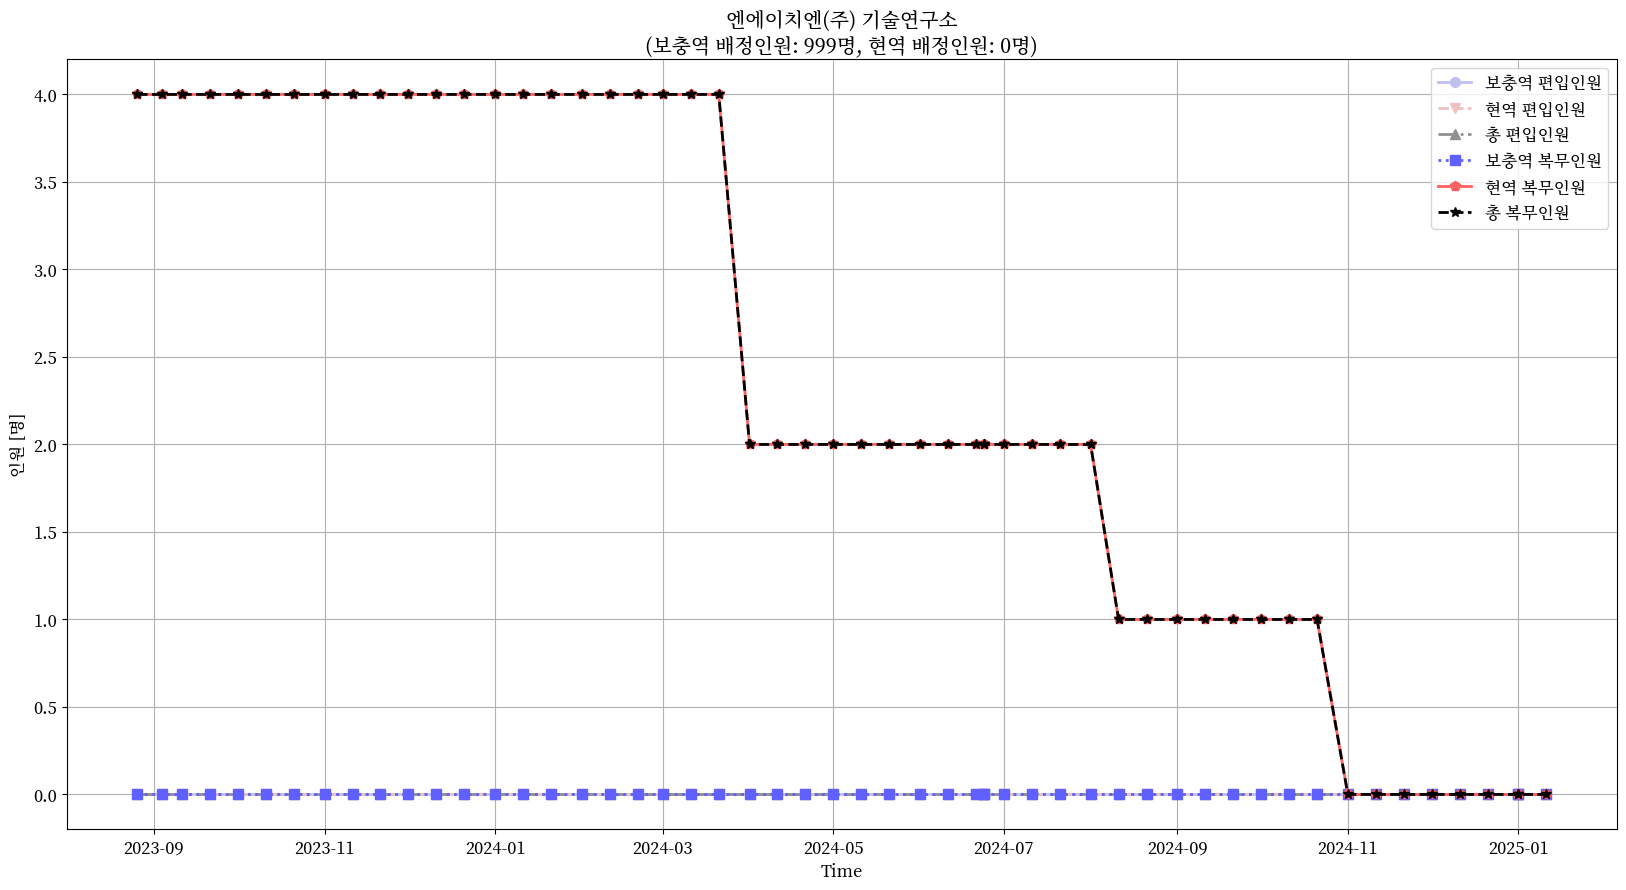 엔에이치엔(주) 기술연구소
(보충역 배정인원: 999명, 현역 배정인원: 0명)
보충역 편입인원
현역 편입인원
총 편입인원
보충역 복무인원
현역 복무인원
총 복무인원
인원 [명]
4.0
3.5
3.0
2.5
2.0
1.5
1.0
0.5
0.0
2023-09
2023-11
2024-01
2024-03
2024-05
2024-07
2024-09
2024-11
2025-01
Time